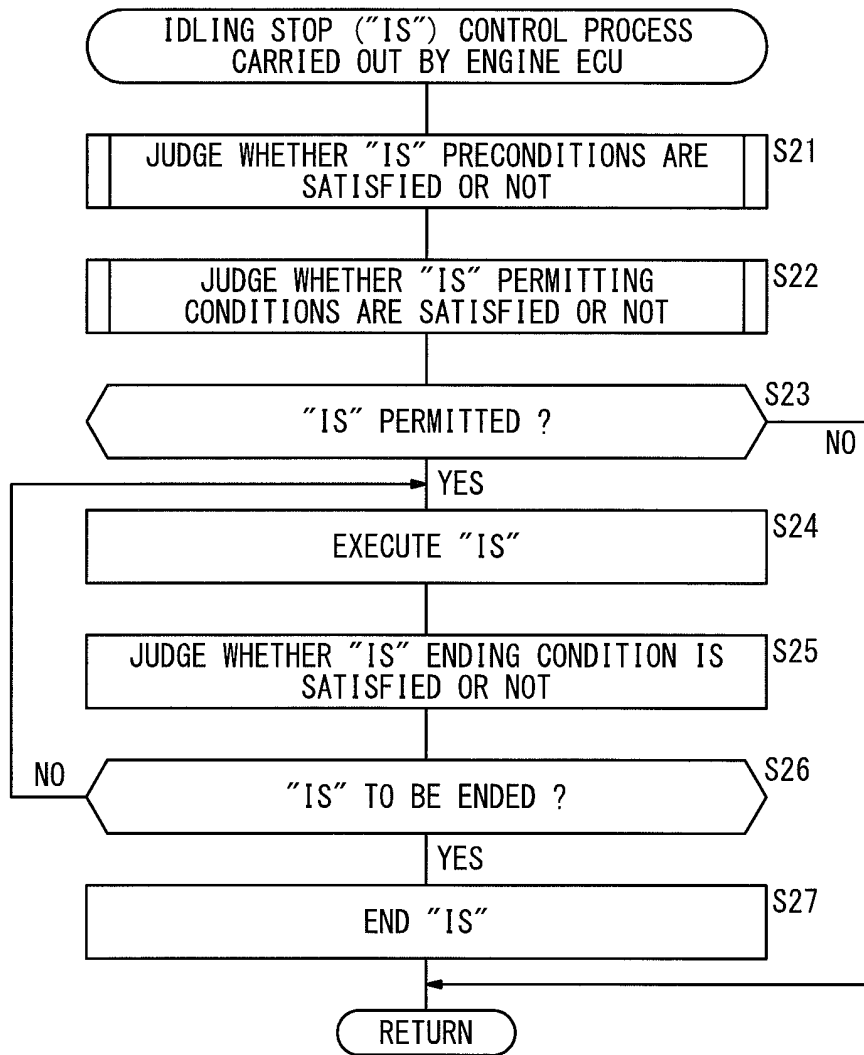 IDLING STOP ("IS") CONTROL PROCESS
CARRIED OUT BY ENGINE ECU
JUDGE WHETHER "IS" PRECONDITIONS ARE
SATISFIED OR NOT
S21
JUDGE WHETHER "IS" PERMITTING
CONDITIONS ARE SATISFIED OR NOT
S22
"IS" PERMITTED ?
S23
NO
YES
EXECUTE "IS"
S24
JUDGE WHETHER "IS" ENDING CONDITION IS
SATISFIED OR NOT
S25
NO
"IS" TO BE ENDED ?
S26
YES
END "IS"
S27
RETURN